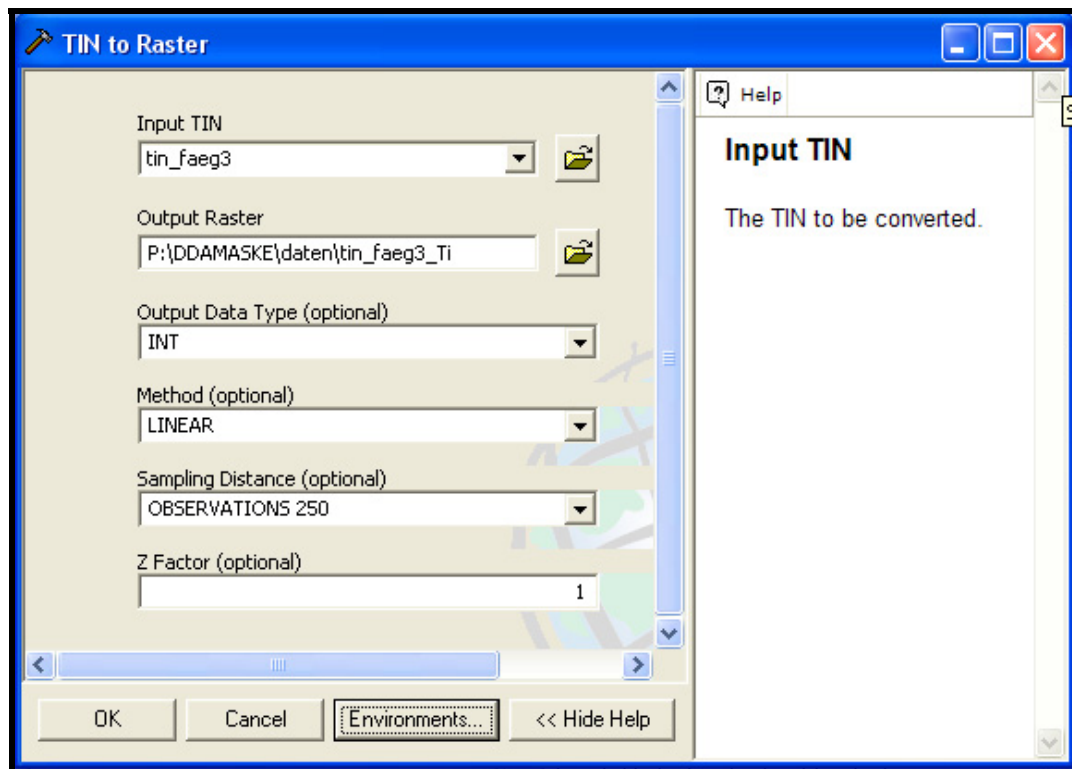 TIN to Raster
Input TIN
tin_faeg3
Output Raster
P:\DDAMASKE\daten\tin_faeg3_Ti
Output Data Type (optional)
INT
Method (optional)
LINEAR
Sampling Distance (optional)
OBSERVATIONS 250
Z Factor (optional)
1
OK
Cancel
Environments...
<< Hide Help
Help
Input TIN
The TIN to be converted.